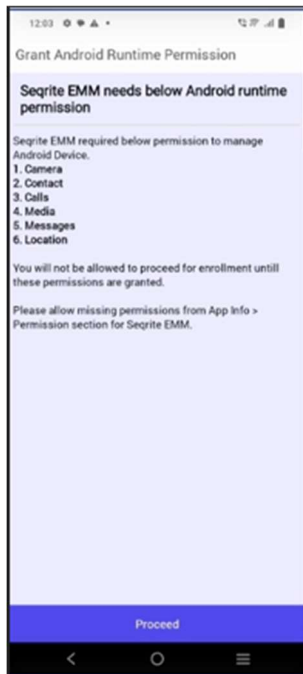 12:03
Grant Android Runtime Permission
Seqrite EMM needs below Android runtime
permission
Seqrite EMM required below permission to manage
Android Device.
1. Camera
2. Contact
3. Calls
4. Media
5. Messages
6. Location
You will not be allowed to proceed for enrollment untill
these permissions are granted.
Please allow missing permissions from App Info >
Permission section for Seqrite EMM.
Proceed